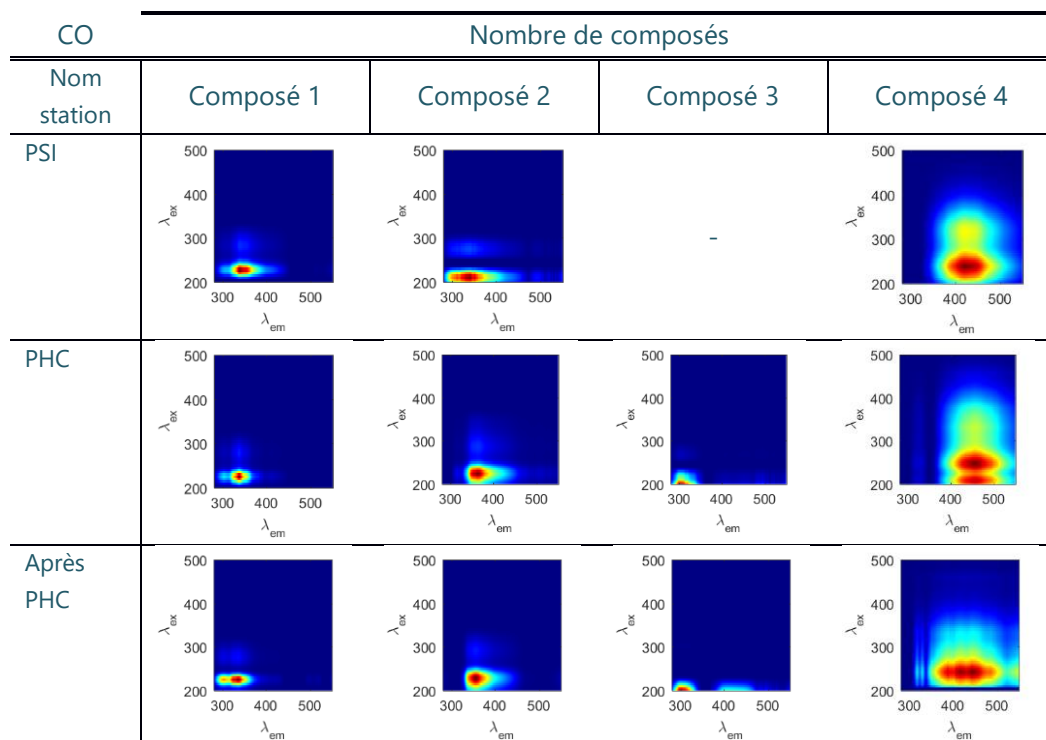 CO Nombre de composés
Nom station Composé 1 Composé 2 Composé 3 Composé 4
PSI
500 500 500
400 400 400
λex λex λex
300 300 - 300
200 200 200
300 400 500 300 400 500 300 400 500
λem λem λem
PHC
500 500 500 500
400 400 400 400
λex λex λex λex
300 300 300 300
200 200 200 200
300 400 500 300 400 500 300 400 500 300 400 500
λem λem λem λem
Après
PHC
500 500 500 500
400 400 400 400
λex λex λex λex
300 300 300 300
200 200 200 200
300 400 500 300 400 500 300 400 500 300 400 500
λem λem λem λem